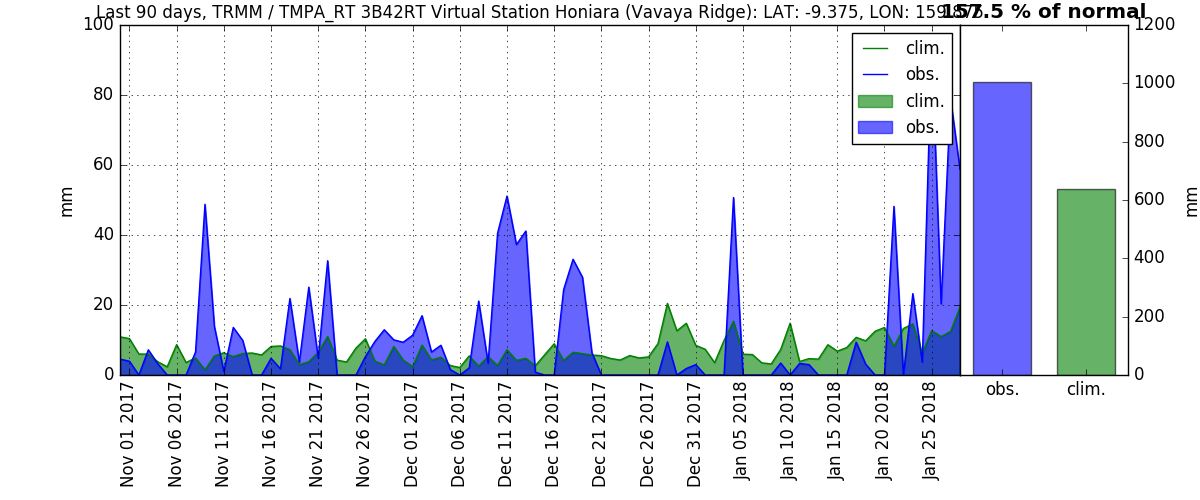 Last 90 days, TRMM / TMPA_RT 3B42RT Virtual Station Honiara (Vavaya Ridge): LAT: -9.375, LON:
157.5 % of normal
100
80
60
40
20
0
mm
clim.
obs.
clim.
obs.
1200
1000
800
600
400
200
0
mm
obs.
clim.
Nov 01 2017
Nov 06 2017
Nov 11 2017
Nov 16 2017
Nov 21 2017
Nov 26 2017
Dec 01 2017
Dec 06 2017
Dec 11 2017
Dec 16 2017
Dec 21 2017
Dec 26 2017
Dec 31 2017
Jan 05 2018
Jan 10 2018
Jan 15 2018
Jan 20 2018
Jan 25 2018